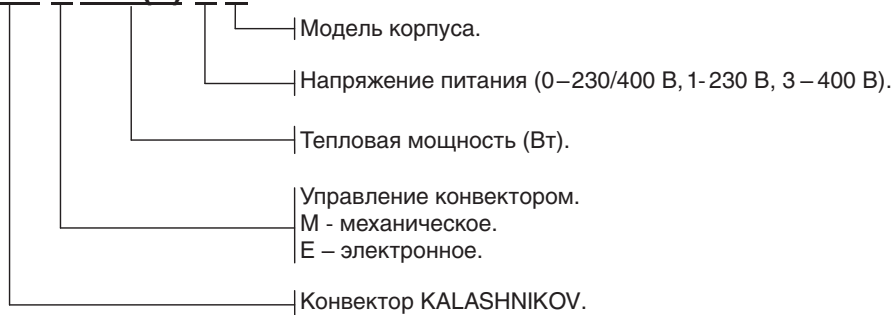 Модель корпуса.
Напряжение питания (0–230/400 В, 1- 230 В, 3 – 400 В).
Тепловая мощность (Вт).
Управление конвектором.
М - механическое.
Е – электронное.
Конвектор KALASHNIKOV.